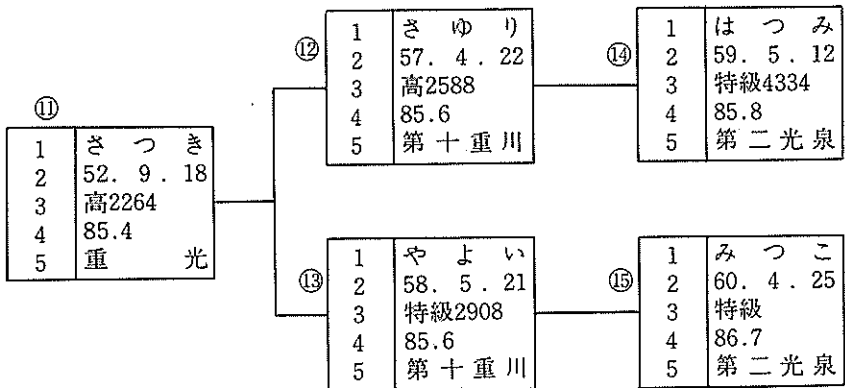 ⑪
1 さつき
2 52. 9. 18
3 高2264
4 85.4
5 重光
⑫
1 さゆり
2 57. 4. 22
3 高2588
4 85.6
5 第十重川
⑬
1 やよい
2 58. 5. 21
3 特級2908
4 85.6
5 第十重川
⑭
1 はつみ
2 59. 5. 12
3 特級4334
4 85.8
5 第二光泉
⑮
1 みつこ
2 60. 4. 25
3 特級
4 86.7
5 第二光泉